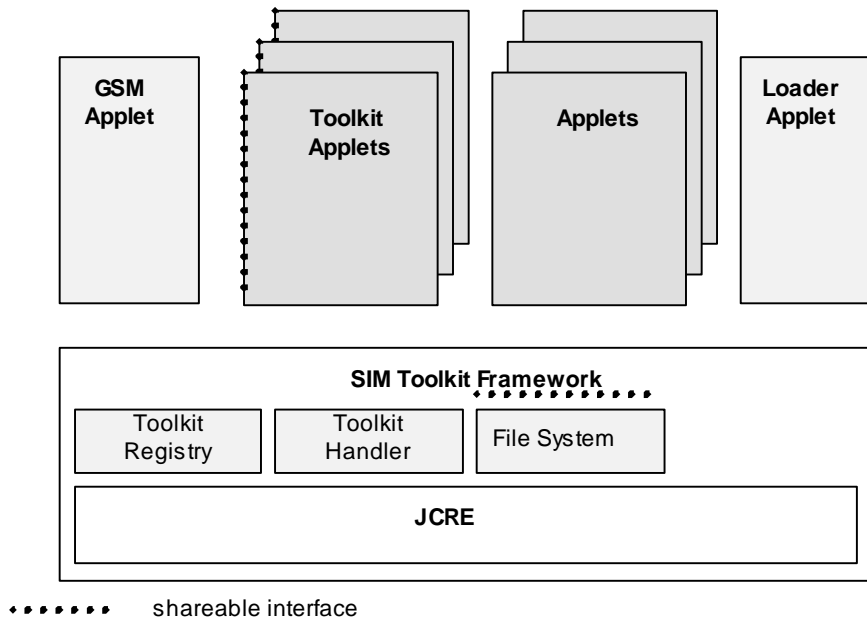 GSM
Applet
Toolkit
Applets
Applets
Loader
Applet
SIM Toolkit Framework
Toolkit
Registry
Toolkit
Handler
File System
JCRE
shareable interface